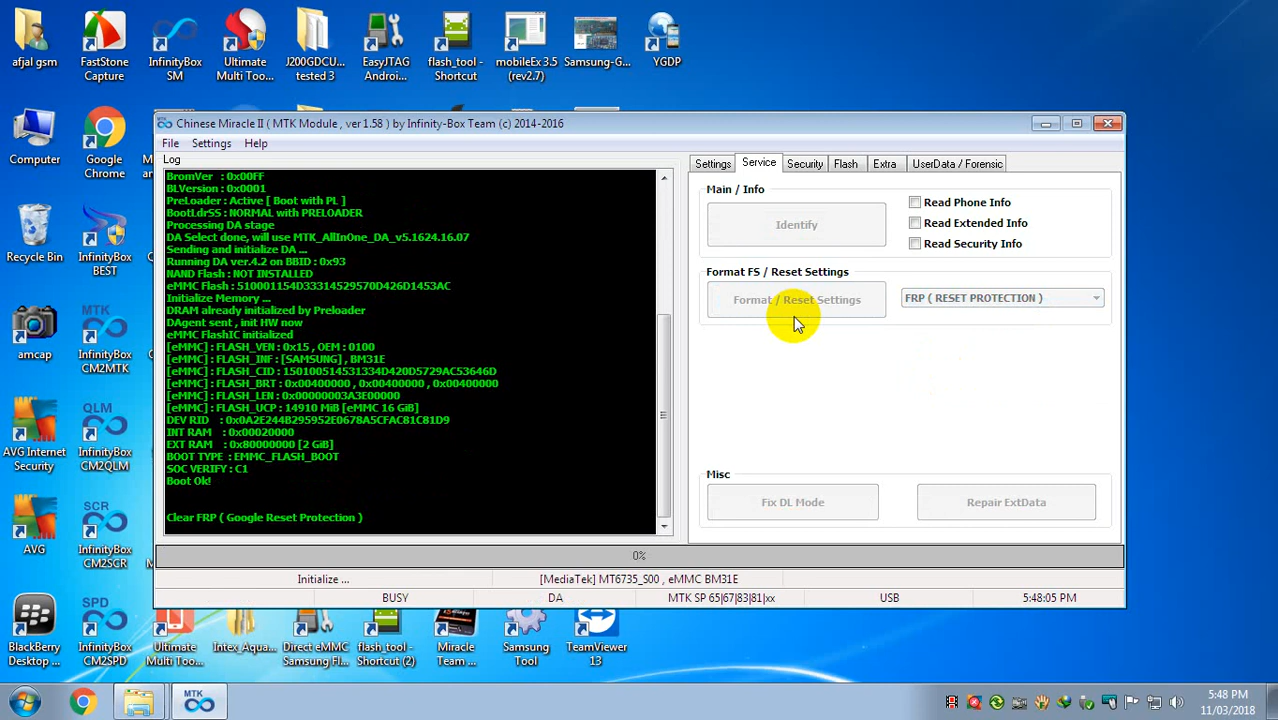 afjal gsm
FastStone
Capture
InfinityBox
SM
Ultimate
Multi Too...
J200GDCU...
tested 3
EasyJTAG
Androi...
flash_tool -
Shortcut
mobileEx 3.5
(rev2.7)
Samsung-G...
YGDP
Computer
Google
Chrome
Recycle Bin
InfinityBox
BEST
amcap
MTK
InfinityBox
CM2MTK
AVG Internet
Security
QLM
InfinityBox
CM2QLM
AVG
SCR
InfinityBox
CM2SCR
BlackBerry
Desktop ...
SPD
InfinityBox
CM2SPD
Chinese Miracle II ( MTK Module , ver 1.58 ) by Infinity-Box Team (c) 2014-2016
File Settings Help
Log
BromVer : 0x00FF
BLVersion : 0x0001
PreLoader : Active [ Boot with PL ]
BootLdrSS : NORMAL with PRELOADER
Processing DA stage
DA Select done, will use MTK_AllInOne_DA_v5.1624.16.07
Sending and initialize DA ...
Running DA ver.4.2 on BBID : 0x93
NAND Flash : NOT INSTALLED
eMMC Flash : 510001154D33314529570D426D1453AC
Initialize Memory ...
DRAM already initialized by Preloader
DAgent sent , init HW now
eMMC FlashIC initialized
[eMMC] : FLASH_VEN : 0x15 , OEM : 0100
[eMMC] : FLASH_INF : [SAMSUNG] , BM31E
[eMMC] : FLASH_CID : 150100514531334D420D5729AC53646D
[eMMC] : FLASH_BRT : 0x00400000 , 0x00400000 , 0x00400000
[eMMC] : FLASH_LEN : 0x00000003A3E00000
[eMMC] : FLASH_UCP : 14910 MiB [eMMC 16 GiB]
DEV RID : 0x0A2E244B295952E0678A5CFAC81C81D9
INT RAM : 0x00020000
EXT RAM : 0x80000000 [2 GiB]
BOOT TYPE : EMMC_FLASH_BOOT
SOC VERIFY : C1
Boot Ok!
Clear FRP ( Google Reset Protection )
Settings Service Security Flash Extra UserData / Forensic
Main / Info
Identify
Read Phone Info
Read Extended Info
Read Security Info
Format FS / Reset Settings
Format / Reset Settings
FRP ( RESET PROTECTION )
Misc
Fix DL Mode
Repair ExtData
0%
Initialize ... [MediaTek] MT6735_S00 , eMMC BM31E
BUSY DA MTK SP 65|67|83|81|xx USB 5:48:05 PM
Ultimate
Multi Too...
Intex_Aqua...
Direct eMMC
Samsung Fl...
flash_tool -
Shortcut (2)
Miracle
Team ...
Samsung
Tool
TeamViewer
13
MTK
5:48 PM
11/03/2018